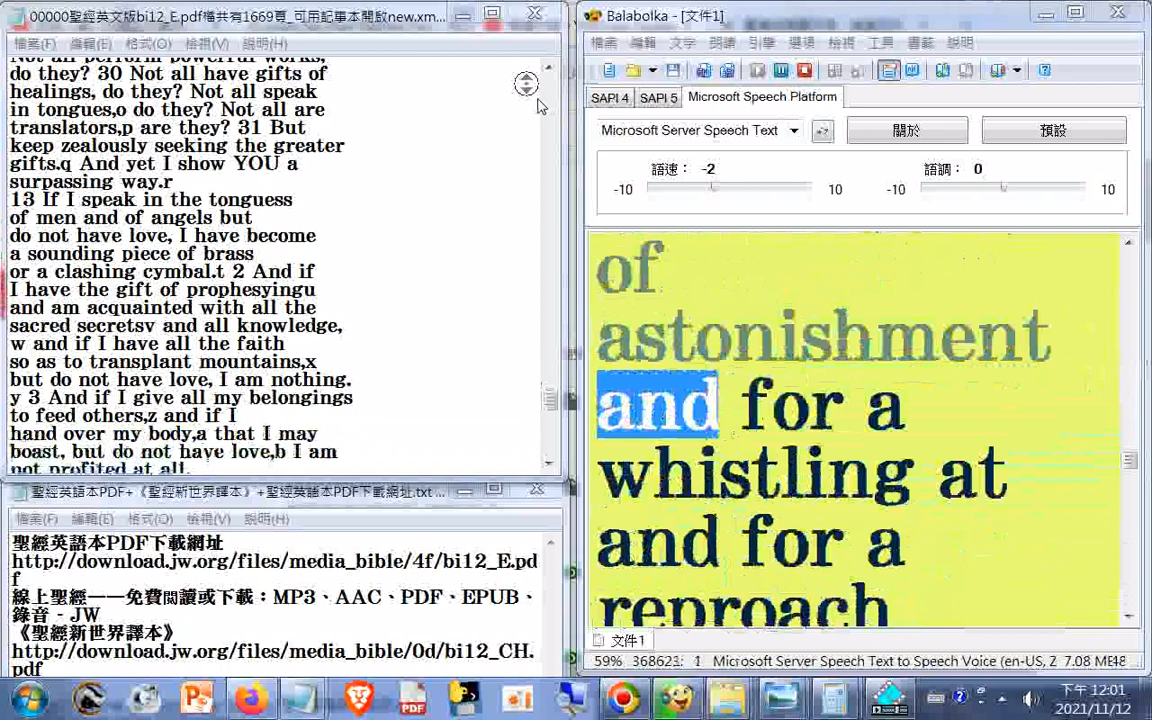 00000聖經英文版bi12_E.pdf檔共有1669頁_可用記事本開啟new.xm...
檔案(F) 編輯(E) 格式(O) 檢視(V) 說明(H)
Not all perform powerful works,
do they? 30 Not all have gifts of
healings, do they? Not all speak
in tongues,o do they? Not all are
translators,p are they? 31 But
keep zealously seeking the greater
gifts.q And yet I show YOU a
surpassing way.r
13 If I speak in the tonguess
of men and of angels but
do not have love, I have become
a sounding piece of brass
or a clashing cymbal.t 2 And if
I have the gift of prophesyingu
and am acquainted with all the
sacred secretsv and all knowledge,
w and if I have all the faith
so as to transplant mountains,x
but do not have love, I am nothing.
y 3 And if I give all my belongings
to feed others,z and if I
hand over my body,a that I may
boast, but do not have love,b I am
not profited at all.
聖經英語本PDF+《聖經新世界譯本》+聖經英語本PDF下載網址.txt ...
檔案(F) 編輯(E) 格式(O) 檢視(V) 說明(H)
聖經英語本PDF下載網址
http://download.jw.org/files/media_bible/4f/bi12_E.pd
f
線上聖經——免費閱讀或下載：MP3、AAC、PDF、EPUB、
錄音 - JW
《聖經新世界譯本》
http://download.jw.org/files/media_bible/0d/bi12_CH.
pdf
Balabolka - [文件1]
檔案 編輯 文字 朗讀 引擎 選項 檢視 工具 書籤 說明
SAPI 4 SAPI 5 Microsoft Speech Platform
Microsoft Server Speech Text 關於 預設
語速： -2 語調： 0
-10 10 -10 10
of
astonishment
and for a
whistling at
and for a
reproach
文件1
59% 368623: 1 Microsoft Server Speech Text to Speech Voice (en-US, Z 7.08 ME48
PDF
下午 12:01
2021/11/12